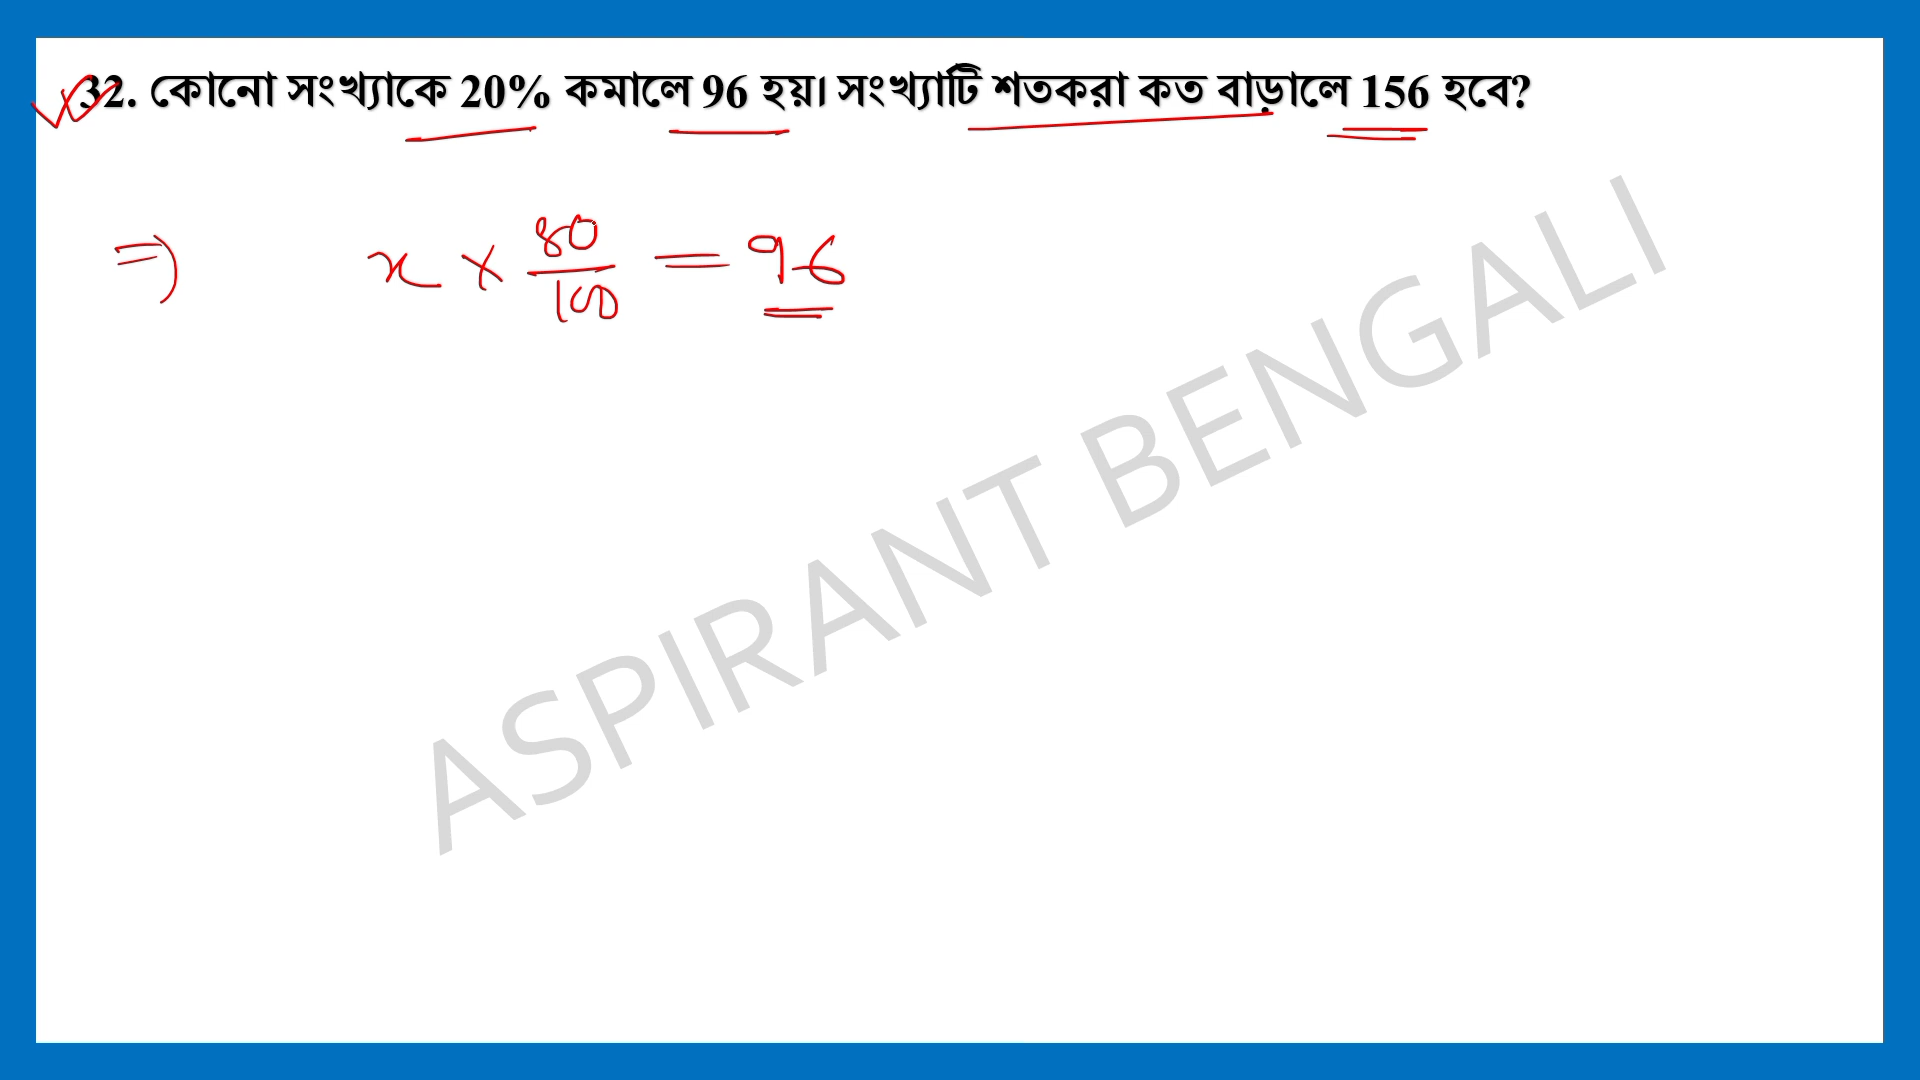 32. কোনো সংখ্যাকে 20% কমালে 96 হয়। সংখ্যাটি শতকরা কত বাড়ালে 156 হবে?
⇒ x × 80/100 = 96
ASPIRANT BENGALI